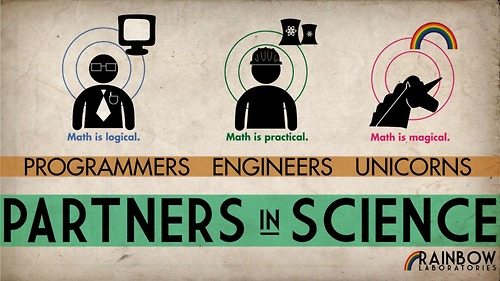 Math is logical. Math is practical. Math is magical.
PROGRAMMERS ENGINEERS UNICORNS
PARTNERS IN SCIENCE
RAINBOW
LABORATORIES